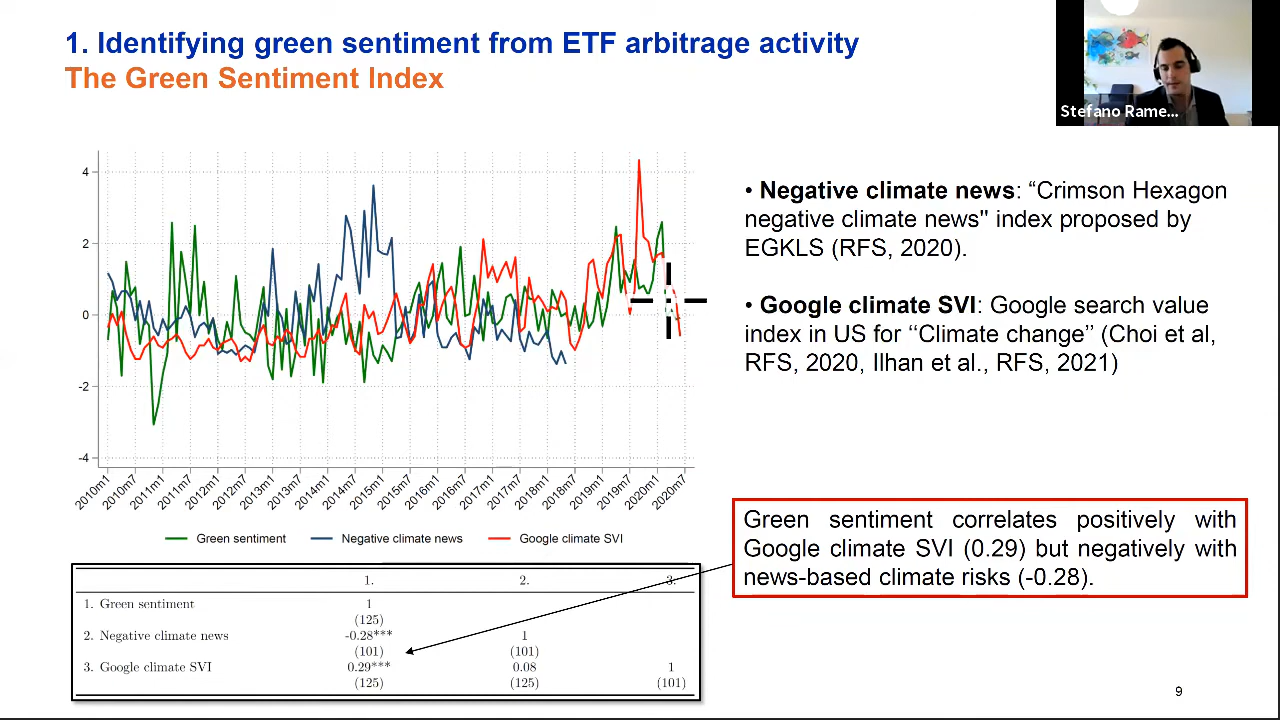 1. Identifying green sentiment from ETF arbitrage activity
The Green Sentiment Index
Stefano Rame...
4
2
0
-2
-4
2010m1
2010m7
2011m1
2011m7
2012m1
2012m7
2013m1
2013m7
2014m1
2014m7
2015m1
2015m7
2016m1
2016m7
2017m1
2017m7
2018m1
2018m7
2019m1
2019m7
2020m1
2020m7
Green sentiment
Negative climate news
Google climate SVI
• Negative climate news: “Crimson Hexagon
negative climate news" index proposed by
EGKLS (RFS, 2020).
• Google climate SVI: Google search value
index in US for ‘‘Climate change’’ (Choi et al,
RFS, 2020, Ilhan et al., RFS, 2021)
Green sentiment correlates positively with
Google climate SVI (0.29) but negatively with
news-based climate risks (-0.28).
1. 2. 3.
1. Green sentiment 1
(125)
2. Negative climate news -0.28*** 1
(101) (101)
3. Google climate SVI 0.29*** 0.08 1
(125) (125) (101)
9